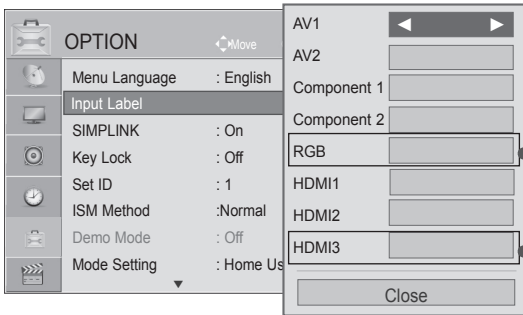 OPTION
Move
Menu Language : English
Input Label
SIMPLINK : On
Key Lock : Off
Set ID : 1
ISM Method :Normal
Demo Mode : Off
Mode Setting : Home Us
AV1
AV2
Component 1
Component 2
RGB
HDMI1
HDMI2
HDMI3
Close